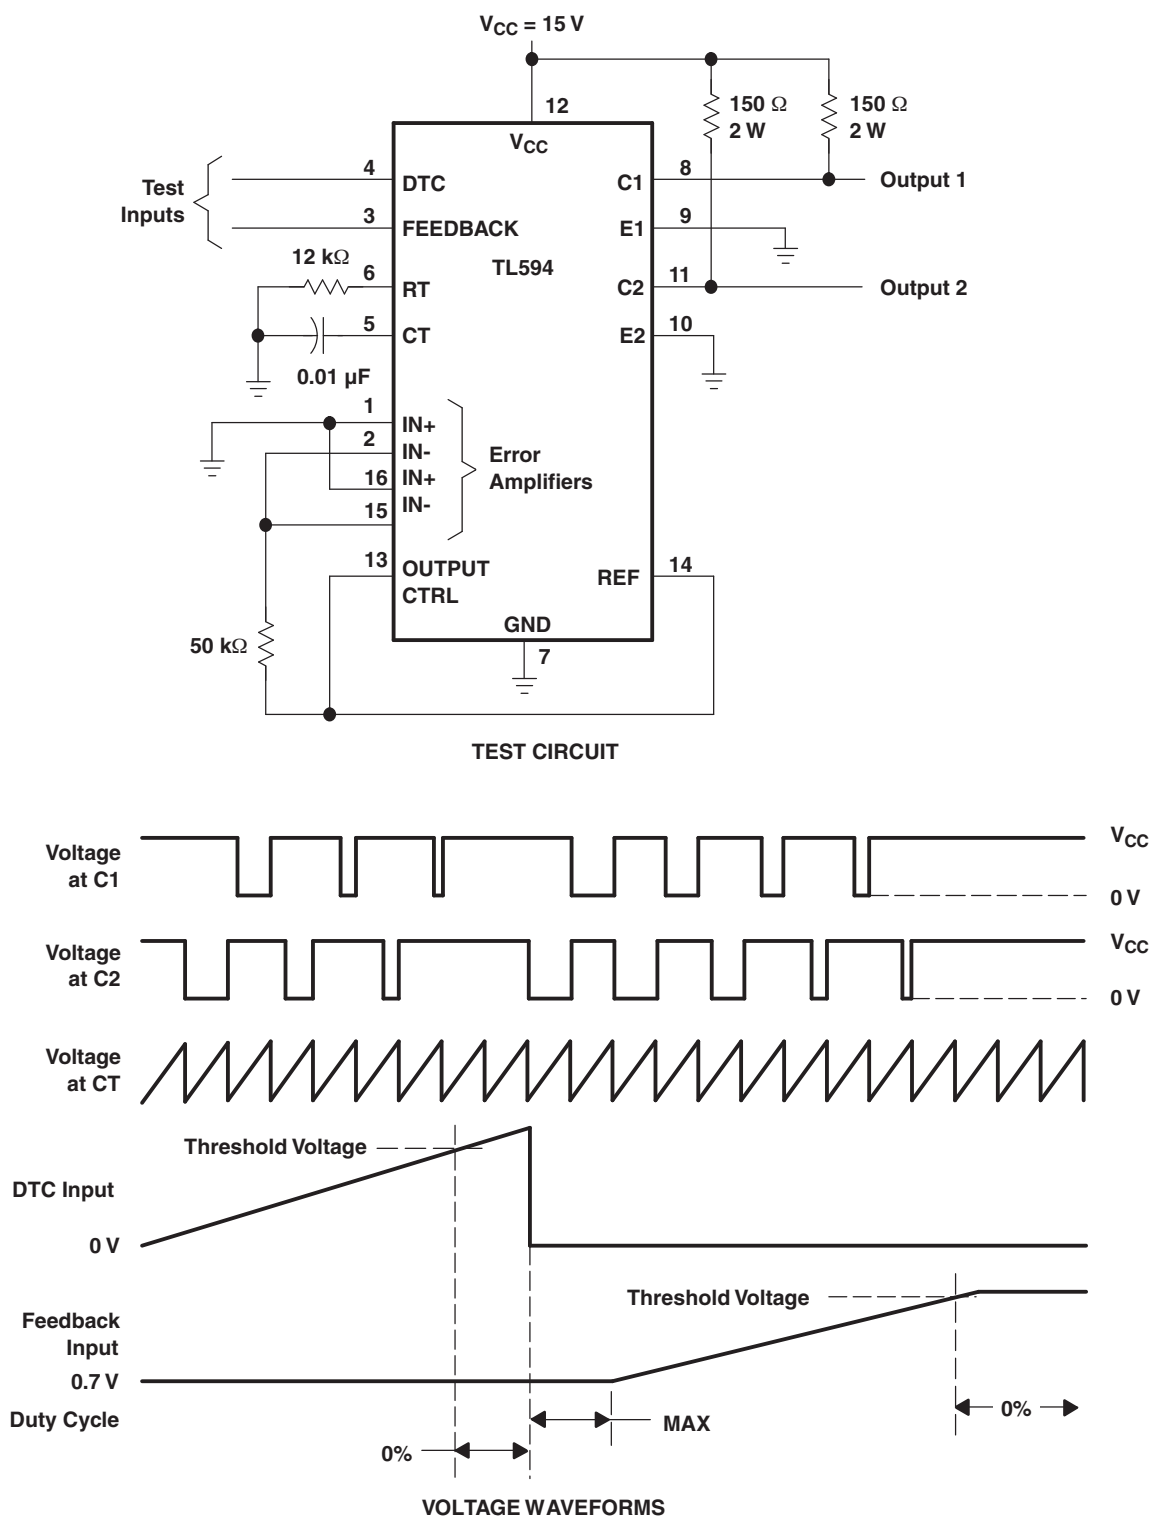 V_CC = 15 V
12
150 Ω
2 W
150 Ω
2 W
V_CC
Test
Inputs
4
DTC
C1
8
Output 1
3
FEEDBACK
E1
9
TL594
12 kΩ
6
RT
C2
11
Output 2
5
CT
E2
10
0.01 µF
1
IN+
2
IN-
16
IN+
15
IN-
Error
Amplifiers
13
OUTPUT
CTRL
REF
14
GND
7
50 kΩ
TEST CIRCUIT
Voltage
at C1
V_CC
0 V
Voltage
at C2
V_CC
0 V
Voltage
at CT
Threshold Voltage
DTC Input
0 V
Threshold Voltage
Feedback
Input
0.7 V
Duty Cycle
MAX
0%
0%
VOLTAGE WAVEFORMS